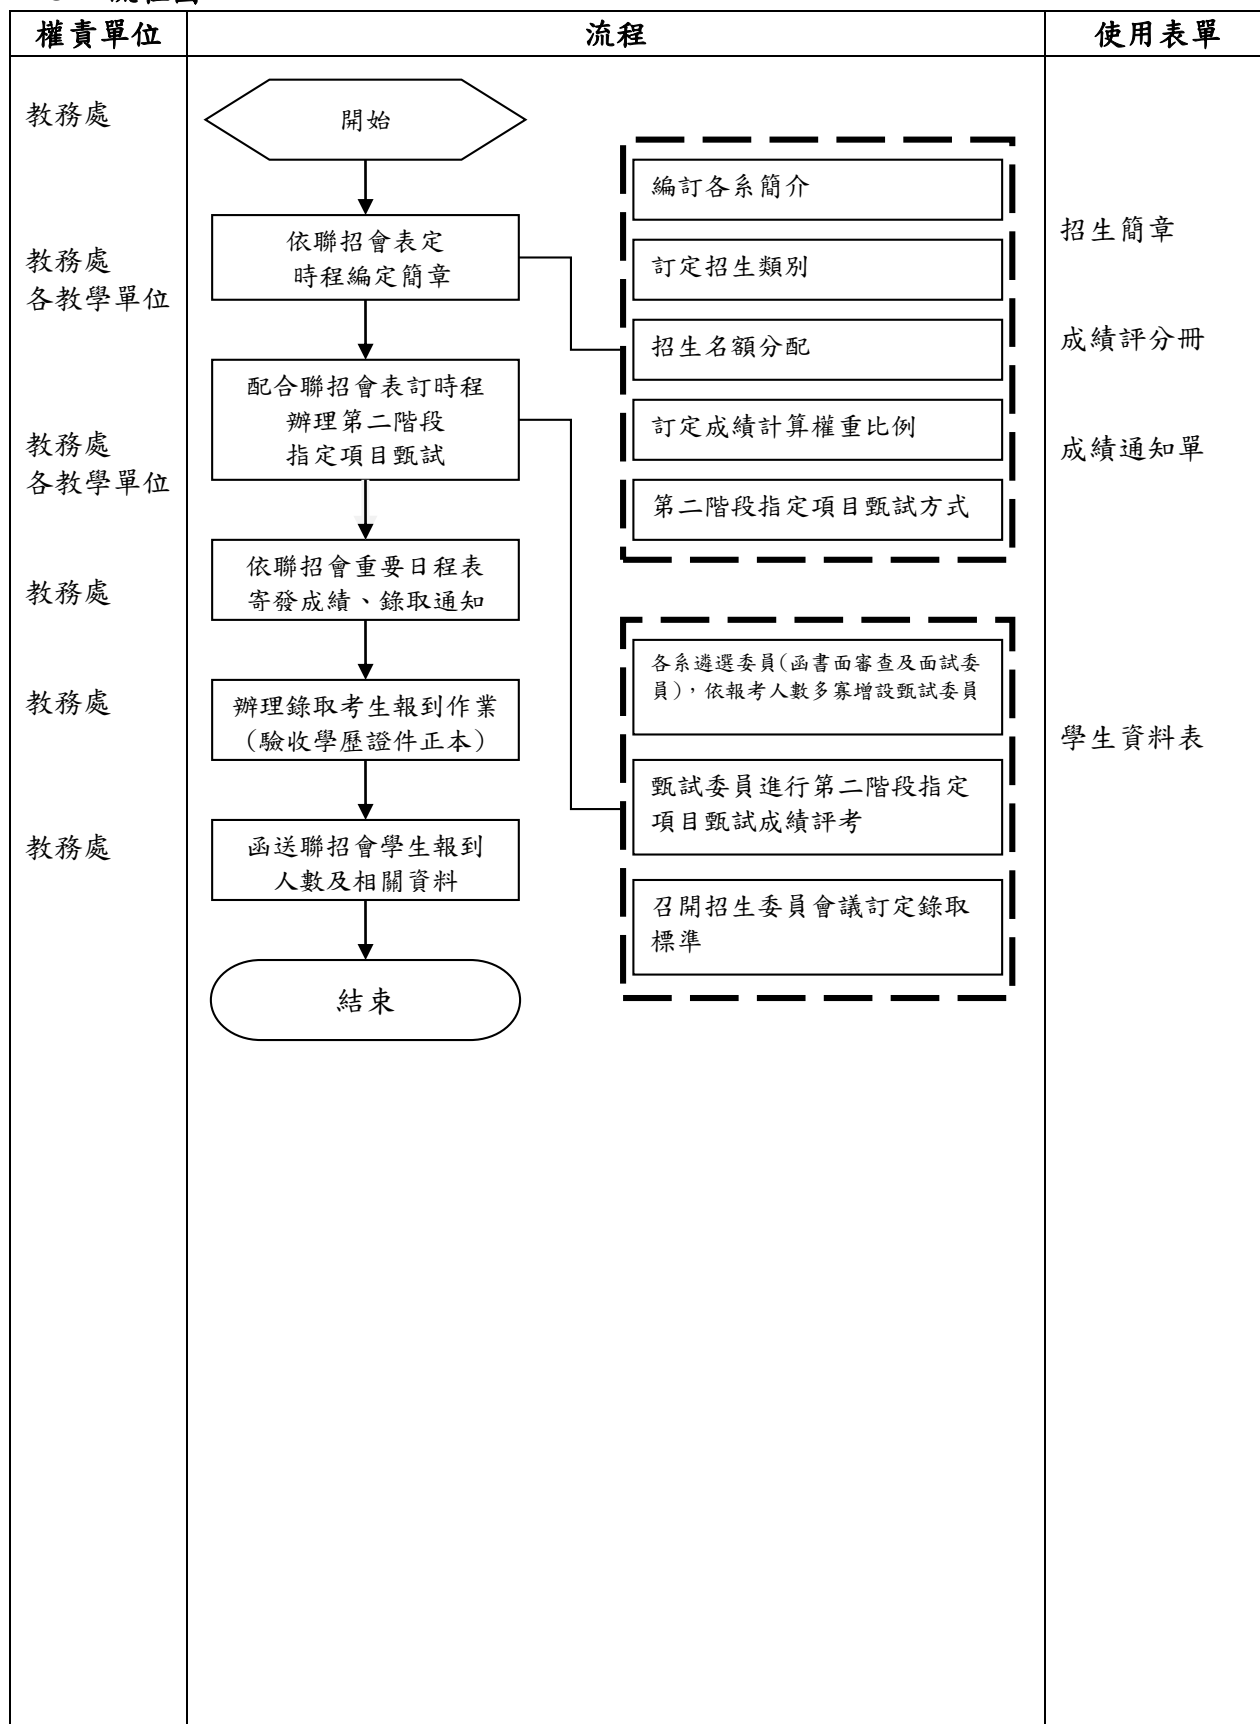 權責單位
流程
使用表單
教務處
教務處
各教學單位
教務處
各教學單位
教務處
教務處
教務處
開始
依聯招會表定
時程編定簡章
配合聯招會表訂時程
辦理第二階段
指定項目甄試
依聯招會重要日程表
寄發成績、錄取通知
辦理錄取考生報到作業
(驗收學歷證件正本)
函送聯招會學生報到
人數及相關資料
結束
編訂各系簡介
訂定招生類別
招生名額分配
訂定成績計算權重比例
第二階段指定項目甄試方式
各系遴選委員(函書面審查及面試委
員),依報考人數多寡增設甄試委員
甄試委員進行第二階段指定
項目甄試成績評考
召開招生委員會議訂定錄取
標準
招生簡章
成績評分冊
成績通知單
學生資料表